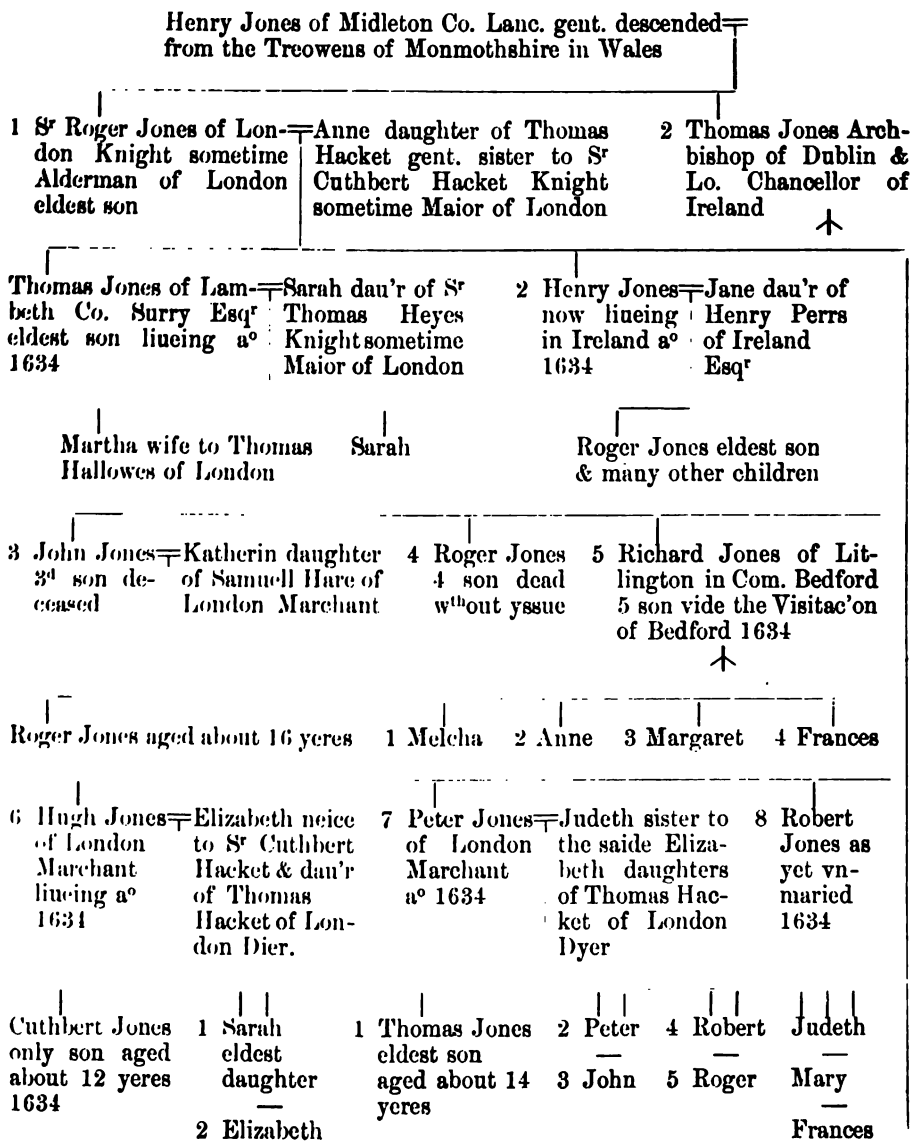 Henry Jones of Midleton Co. Lanc. gent. descended
from the Treowens of Monmothshire in Wales
1 Sr Roger Jones of Lon-
don Knight sometime
Alderman of London
eldest son
Anne daughter of Thomas
Hacket gent. sister to Sr
Cuthbert Hacket Knight
sometime Maior of London
2 Thomas Jones Arch-
bishop of Dublin &
Lo. Chancellor of
Ireland
Thomas Jones of Lam-
beth Co. Surry Esqr
eldest son liueing ao
1634
Sarah dau'r of Sr
Thomas Heyes
Knight sometime
Maior of London
2 Henry Jones
now liueing
in Ireland ao
1634
Jane dau'r of
Henry Perrs
of Ireland
Esqr
Martha wife to Thomas
Hallowes of London
Sarah
Roger Jones eldest son
& many other children
3 John Jones
3d son de-
ceased
Katherin daughter
of Samuell Hare of
London Marchant
4 Roger Jones
4 son dead
wthout yssue
5 Richard Jones of Lit-
lington in Com. Bedford
5 son vide the Visitac'on
of Bedford 1634
Roger Jones aged about 16 yeres
1 Melcha
2 Anne
3 Margaret
4 Frances
6 Hugh Jones
of London
Marchant
liueing ao
1634
Elizabeth neice
to Sr Cuthbert
Hacket & dau'r
of Thomas
Hacket of Lon-
don Dier.
7 Peter Jones
of London
Marchant
ao 1634
Judeth sister to
the saide Eliza-
beth daughters
of Thomas Hac-
ket of London
Dyer
8 Robert
Jones as
yet vn-
maried
1634
Cuthbert Jones
only son aged
about 12 yeres
1634
1 Sarah
eldest
daughter
2 Elizabeth
1 Thomas Jones
eldest son
aged about 14
yeres
2 Peter
3 John
4 Robert
5 Roger
Judeth
Mary
Frances